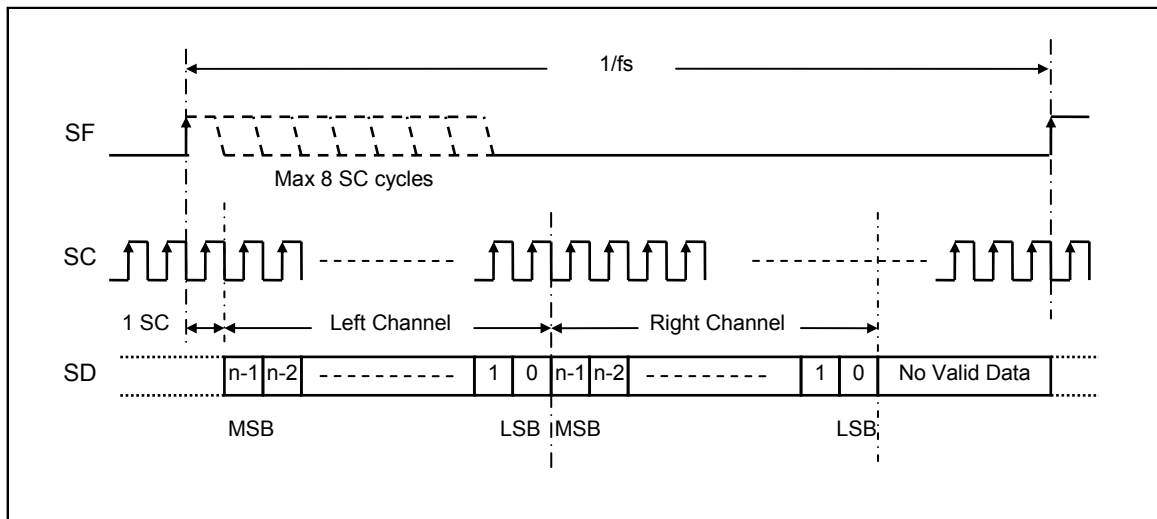 1/fs
SF
Max 8 SC cycles
SC
1 SC
Left Channel
Right Channel
SD
n-1 n-2 1 0 n-1 n-2 1 0 No Valid Data
MSB LSB MSB LSB